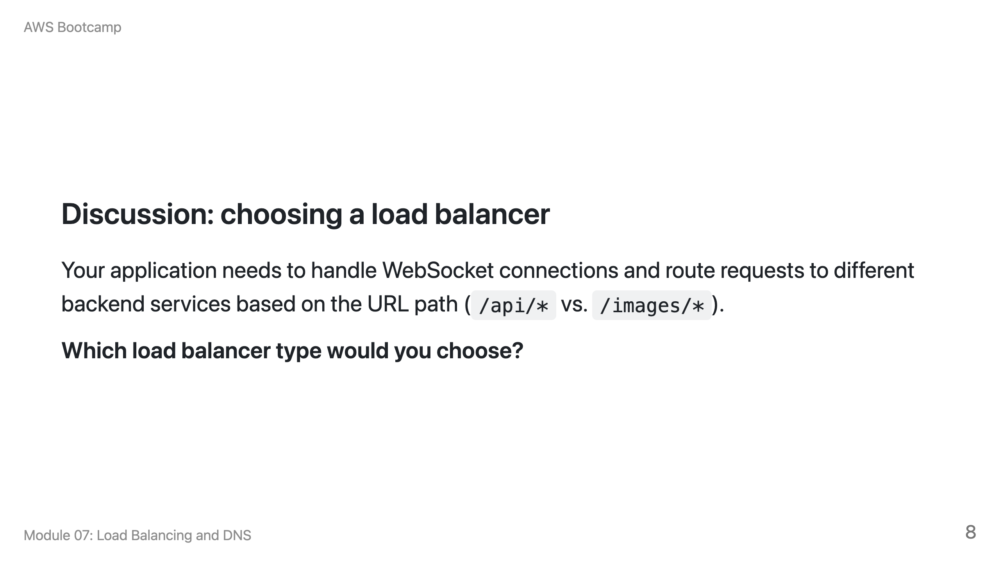 AWS Bootcamp
Discussion: choosing a load balancer
Your application needs to handle WebSocket connections and route requests to different
backend services based on the URL path ( /api/* vs. /images/* ).
Which load balancer type would you choose?
Module 07: Load Balancing and DNS
8